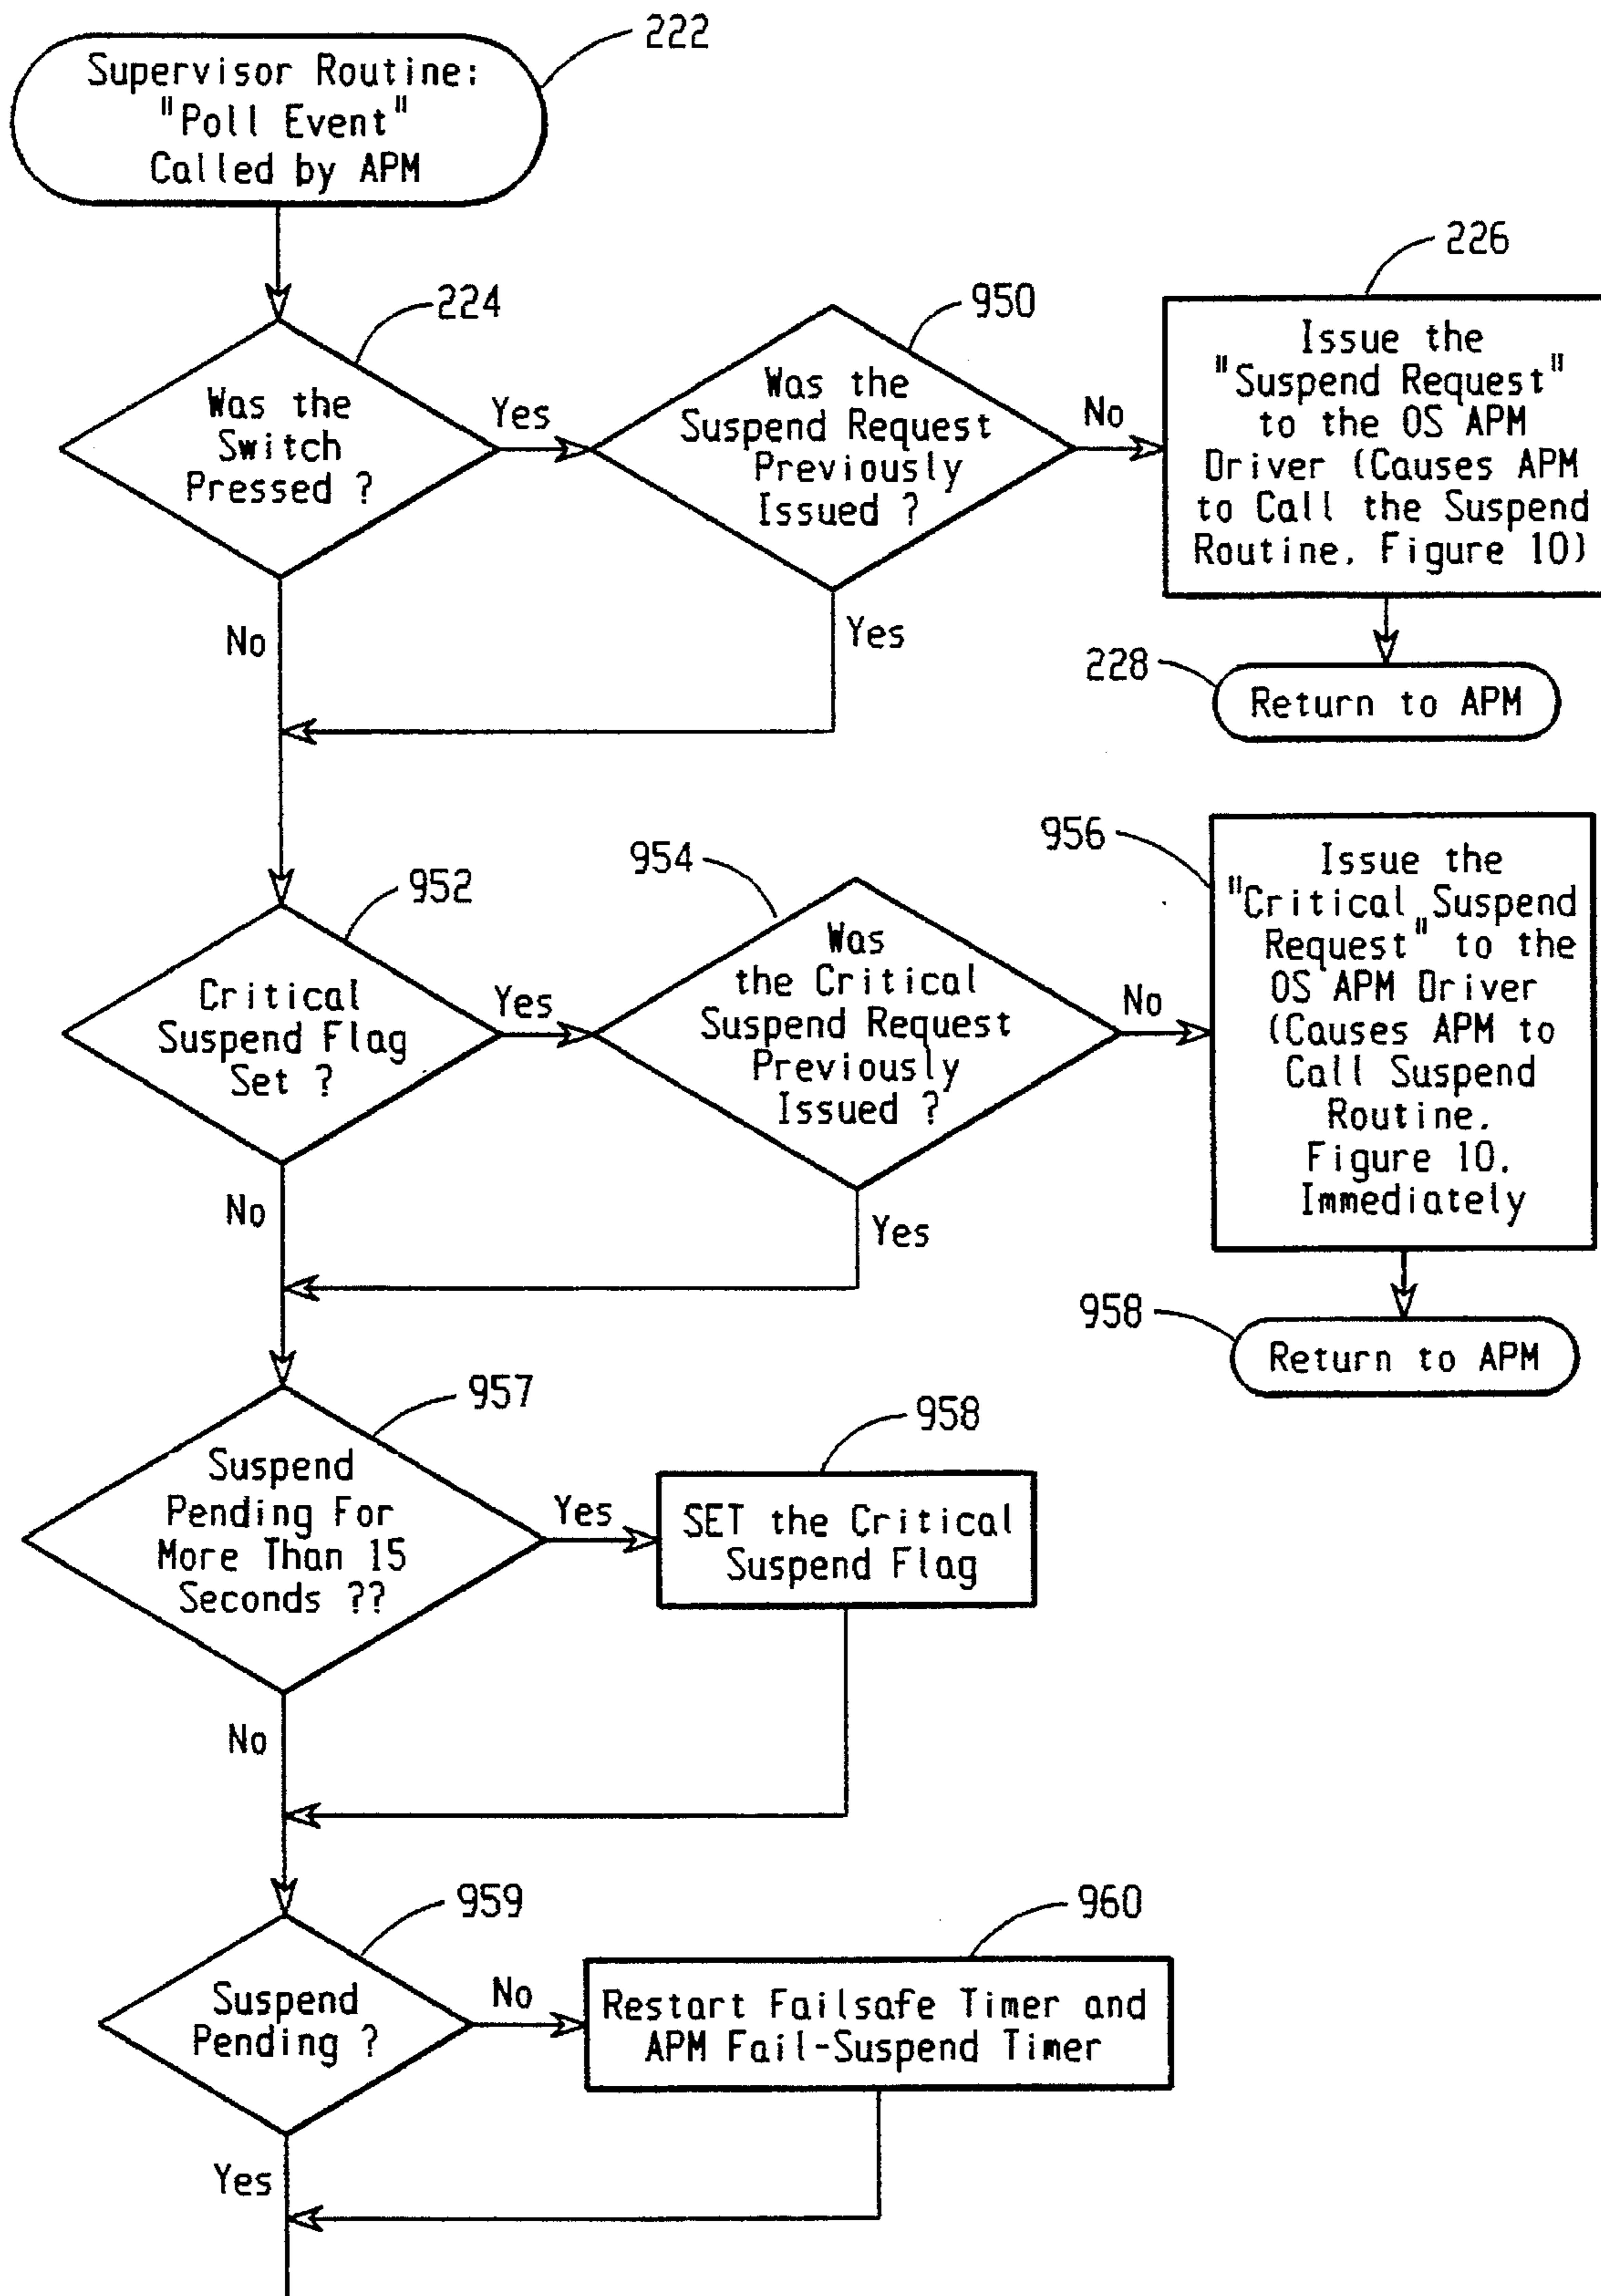 222
Supervisor Routine:
"Poll Event"
Called by APM
224
Was the
Switch
Pressed ?
Yes
No
950
Was the
Suspend Request
Previously
Issued ?
No
Yes
226
Issue the
"Suspend Request"
to the OS APM
Driver (Causes APM
to Call the Suspend
Routine, Figure 10)
228
Return to APM
952
Critical
Suspend Flag
Set ?
Yes
No
954
Was
the Critical
Suspend Request
Previously
Issued ?
No
Yes
956
Issue the
"Critical Suspend
Request" to the
OS APM Driver
(Causes APM to
Call Suspend
Routine,
Figure 10,
Immediately
958
Return to APM
957
Suspend
Pending For
More Than 15
Seconds ??
Yes
No
958
SET the Critical
Suspend Flag
959
Suspend
Pending ?
No
Yes
960
Restart Failsafe Timer and
APM Fail-Suspend Timer